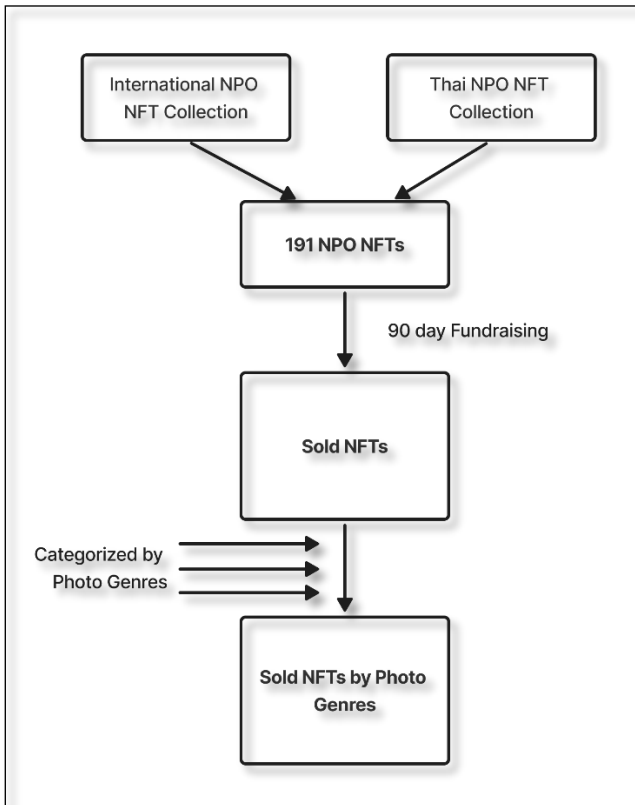 International NPO
NFT Collection
Thai NPO NFT
Collection
191 NPO NFTs
90 day Fundraising
Sold NFTs
Categorized by
Photo Genres
Sold NFTs by Photo
Genres